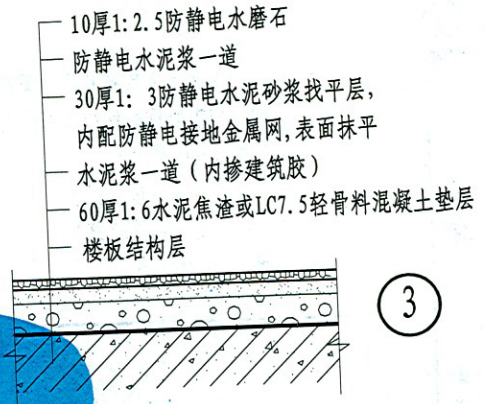 10厚1:2.5防静电水磨石
防静电水泥浆一道
30厚1: 3防静电水泥砂浆找平层,
内配防静电接地金属网,表面抹平
水泥浆一道(内掺建筑胶)
60厚1:6水泥焦渣或LC7.5轻骨料混凝土垫层
楼板结构层
3